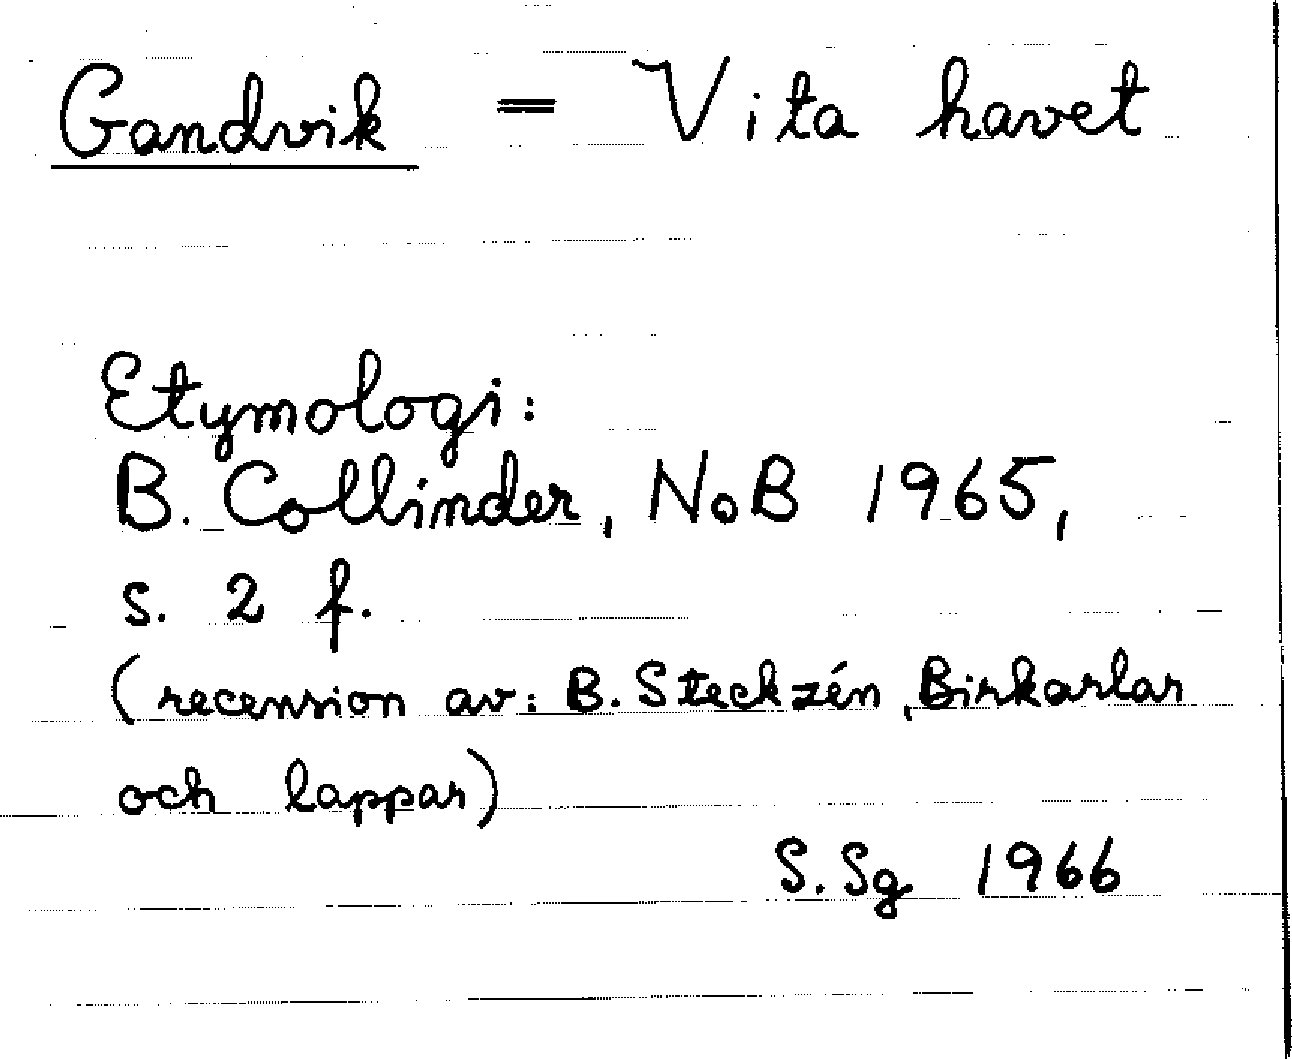 Gandvik = Vita havet
Etymologi:
B. Collinder, NoB 1965,
s. 2 f.
(recension av: B. Steckzén, Birkarlar
och lappar)
S. Sg 1966